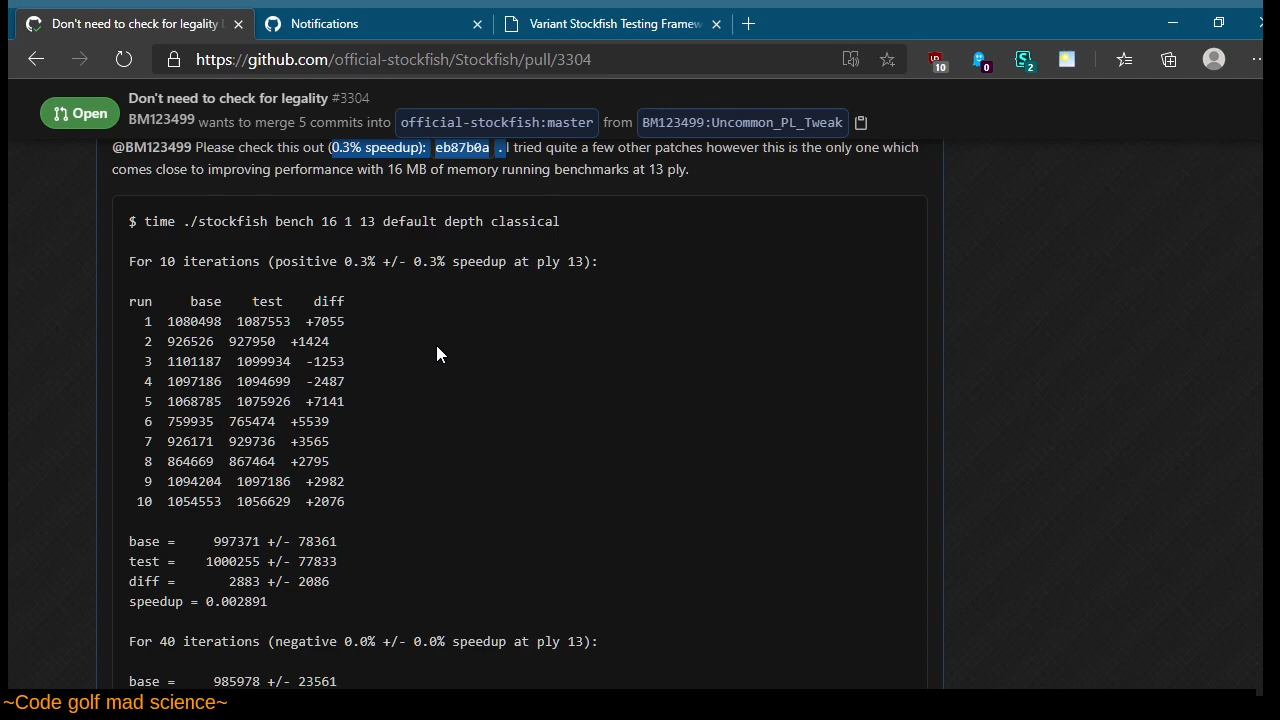 Don't need to check for legality
Notifications
Variant Stockfish Testing Framew
https://github.com/official-stockfish/Stockfish/pull/3304
10
0
2
Open
Don't need to check for legality #3304
BM123499 wants to merge 5 commits into official-stockfish:master from BM123499:Uncommon_PL_Tweak
@BM123499 Please check this out (0.3% speedup): eb87b0a . I tried quite a few other patches however this is the only one which
comes close to improving performance with 16 MB of memory running benchmarks at 13 ply.
$ time ./stockfish bench 16 1 13 default depth classical
For 10 iterations (positive 0.3% +/- 0.3% speedup at ply 13):
run base test diff
1 1080498 1087553 +7055
2 926526 927950 +1424
3 1101187 1099934 -1253
4 1097186 1094699 -2487
5 1068785 1075926 +7141
6 759935 765474 +5539
7 926171 929736 +3565
8 864669 867464 +2795
9 1094204 1097186 +2982
10 1054553 1056629 +2076
base = 997371 +/- 78361
test = 1000255 +/- 77833
diff = 2883 +/- 2086
speedup = 0.002891
For 40 iterations (negative 0.0% +/- 0.0% speedup at ply 13):
base = 985978 +/- 23561
~Code golf mad science~